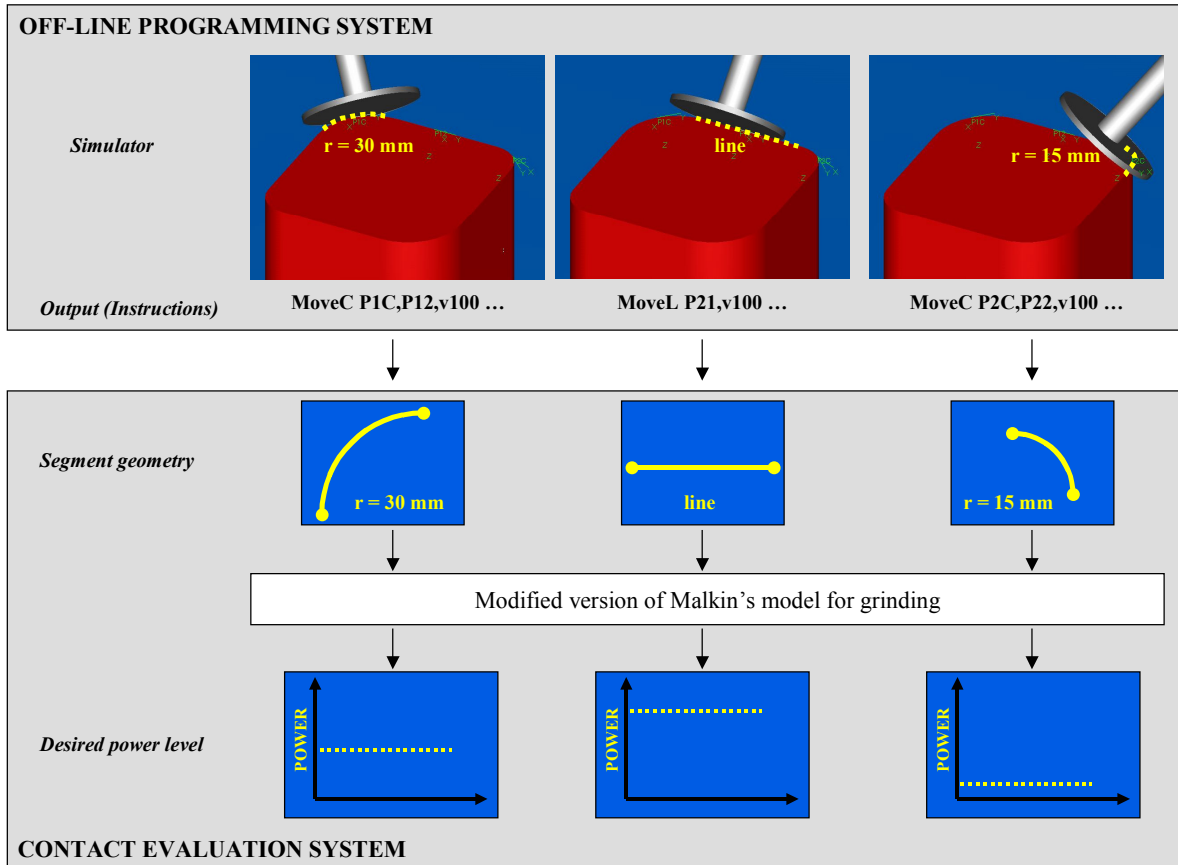 OFF-LINE PROGRAMMING SYSTEM
Simulator
r = 30 mm
line
r = 15 mm
Output (Instructions)
MoveC P1C,P12,v100 …
MoveL P21,v100 …
MoveC P2C,P22,v100 …
Segment geometry
r = 30 mm
line
r = 15 mm
Modified version of Malkin’s model for grinding
Desired power level
POWER
POWER
POWER
CONTACT EVALUATION SYSTEM